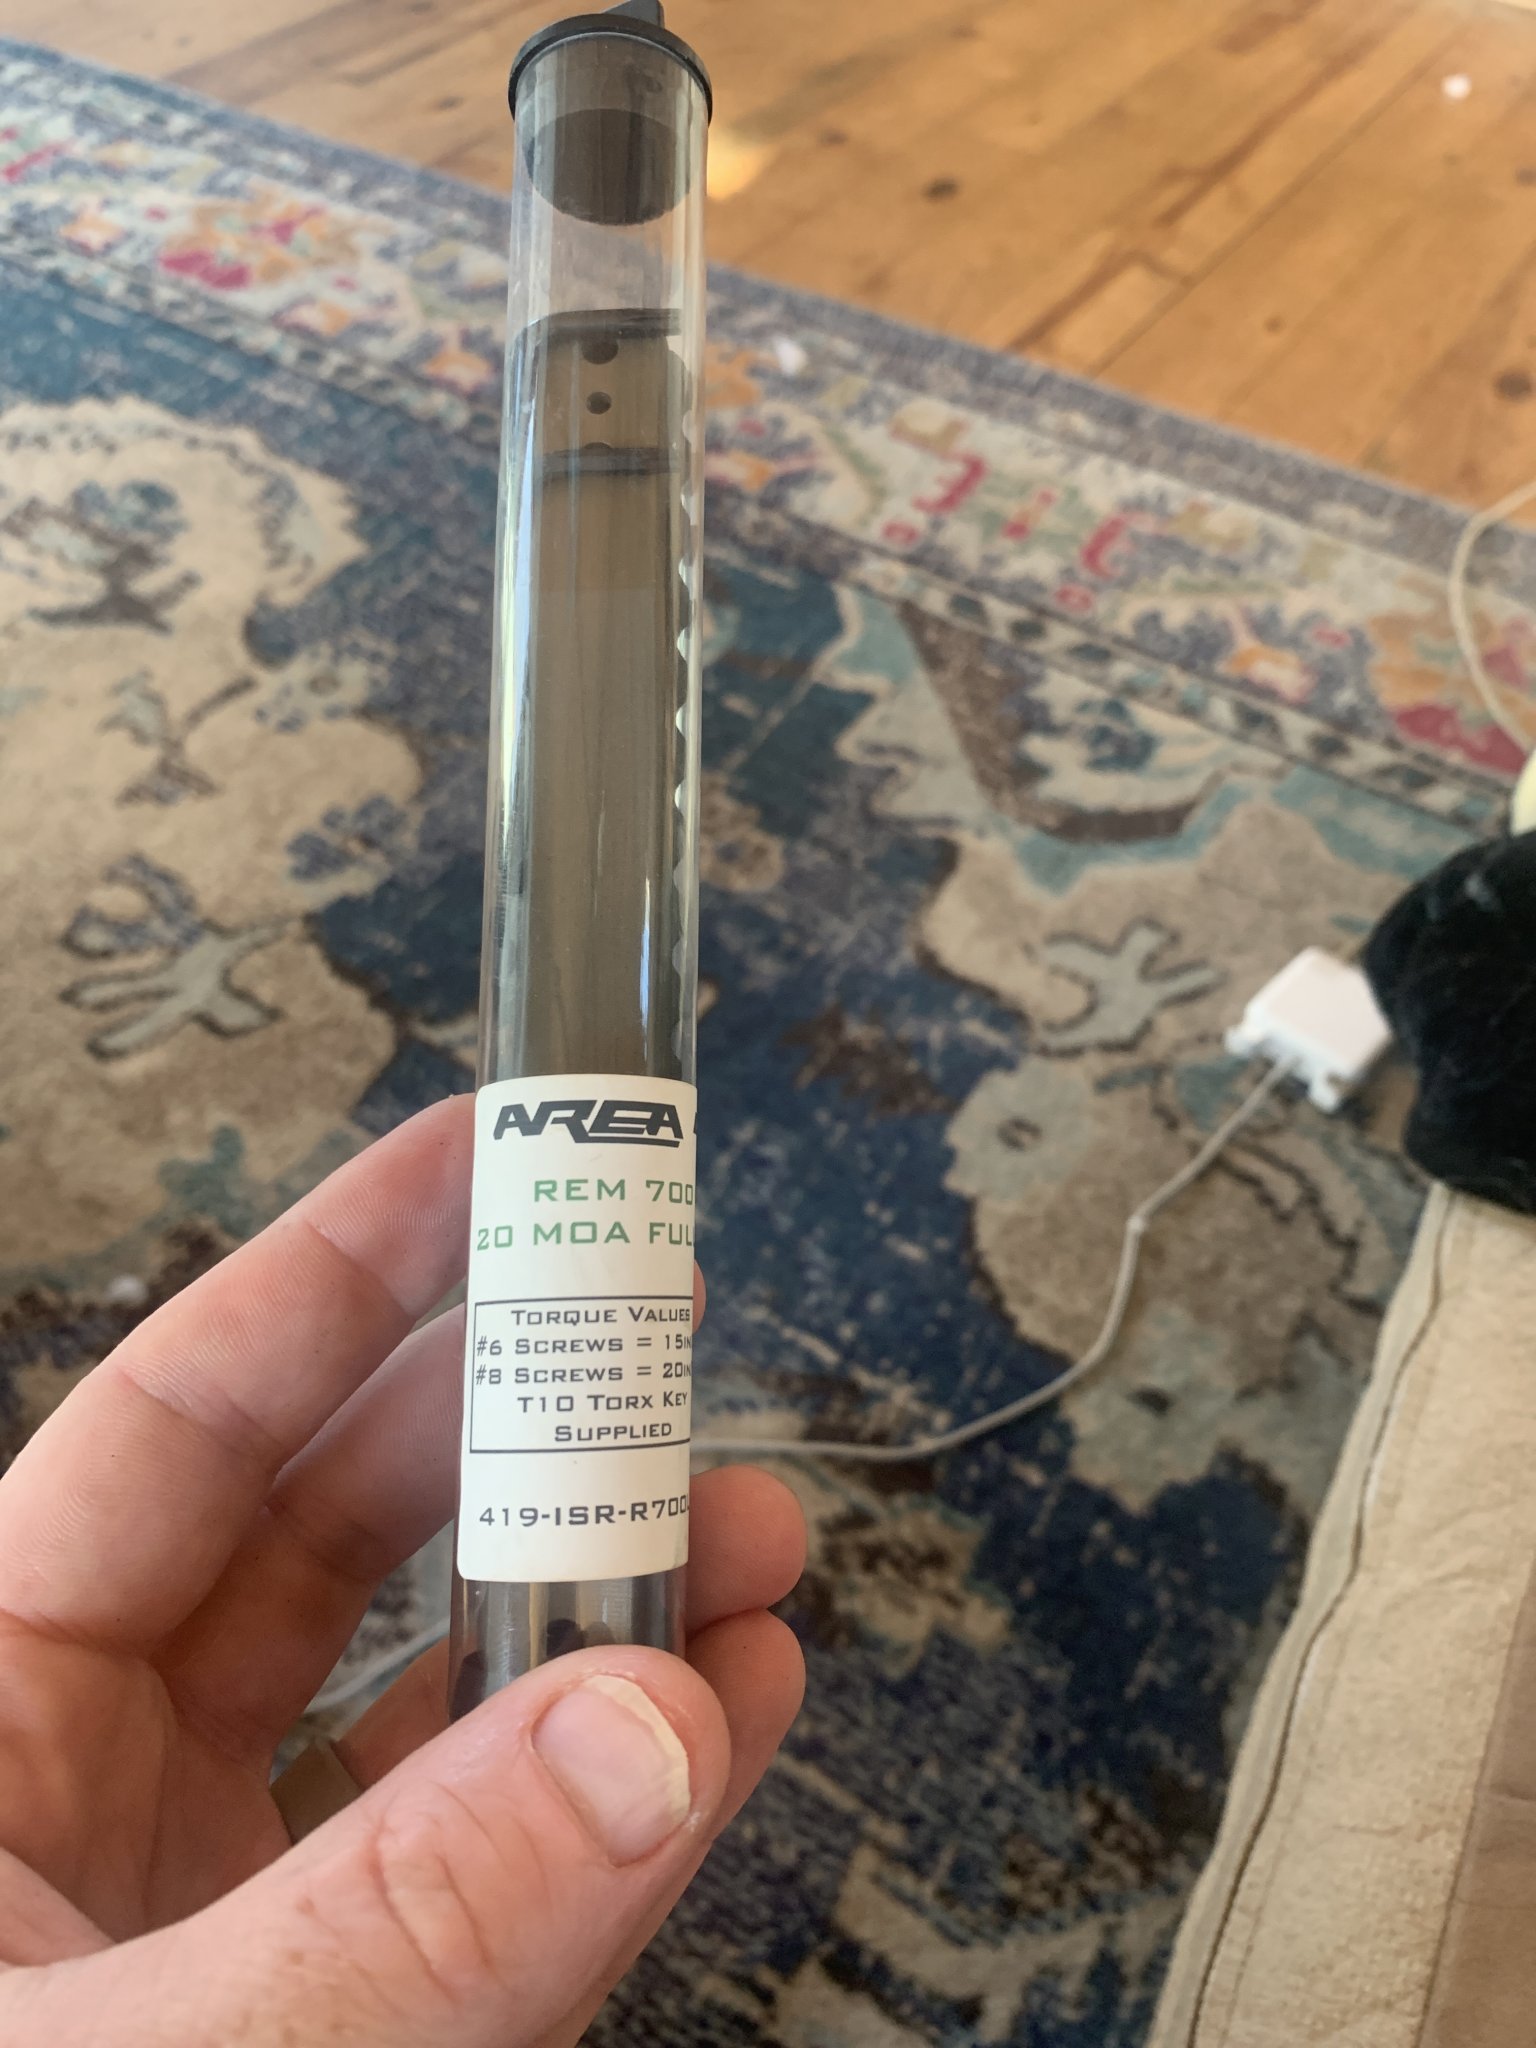 AREA
REM 700
20 MOA FUL
TORQUE VALUES
#6 SCREWS = 15IN
#8 SCREWS = 20IN
T10 TORX KEY
SUPPLIED
419-ISR-R700